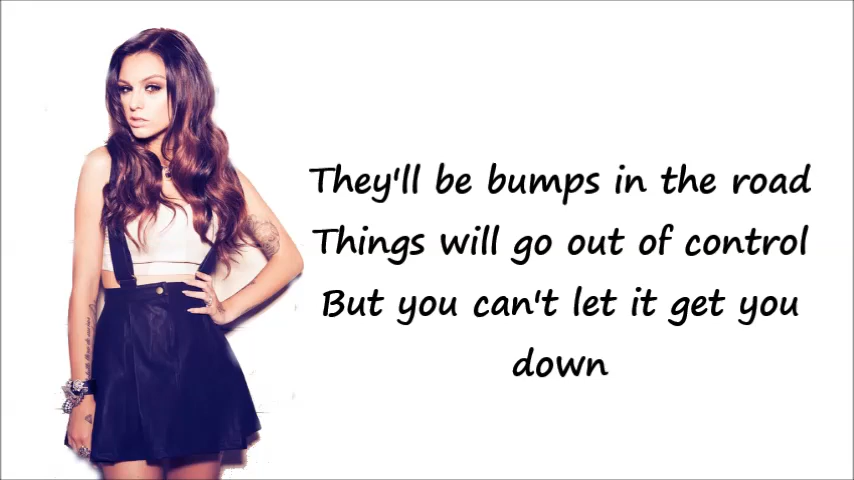 They'll be bumps in the road
Things will go out of control
But you can't let it get you
down